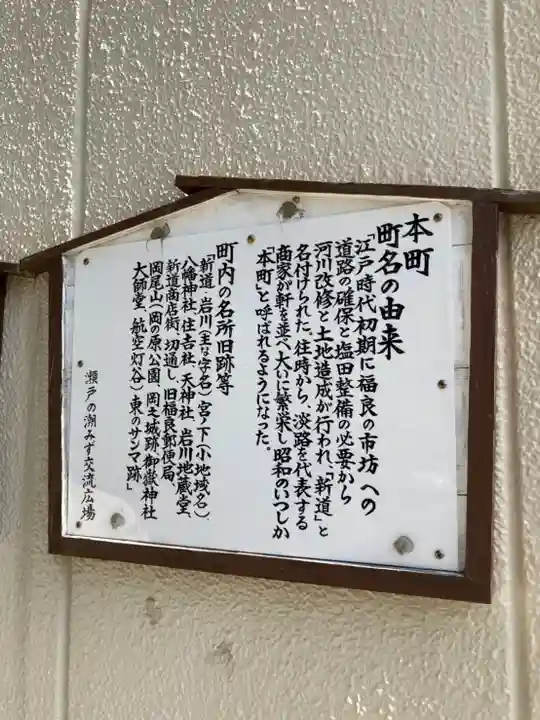 本町
町名の由来
「江戸時代初期に福良の市坊 への
道路の確保と塩田整備の必要から
河川改修と土地造成が行われ、「新道」と
名付けられた。往時から 淡路を代表する
商家が軒を並べ大いに繁栄し昭和のいつしか
「本町」と呼ばれるようになった。
町内の名所旧跡等
「新道、岩川(主な字名)宮ノ下(小地域名)
八幡神社、住吉社、天神社、岩川地蔵堂、
新道商店街、切通し、旧福良郵便局、
岡尾山(岡の原公園、岡之城跡、御嶽神社
大師堂、航空灯台)東のサンマ跡」
瀬戸の潮みず交流広場